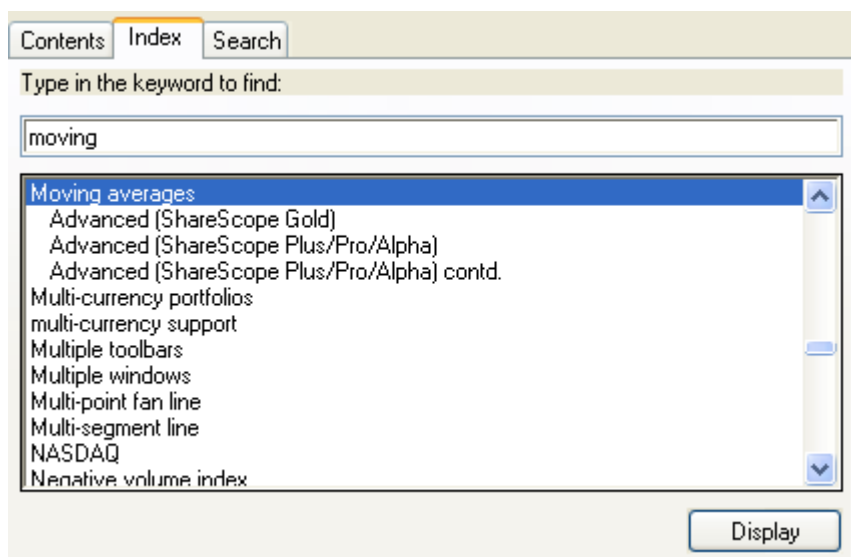 Contents Index Search
Type in the keyword to find:
moving
Moving averages
Advanced (ShareScope Gold)
Advanced (ShareScope Plus/Pro/Alpha)
Advanced (ShareScope Plus/Pro/Alpha) contd.
Multi-currency portfolios
multi-currency support
Multiple toolbars
Multiple windows
Multi-point fan line
Multi-segment line
NASDAQ
Negative volume index
Display